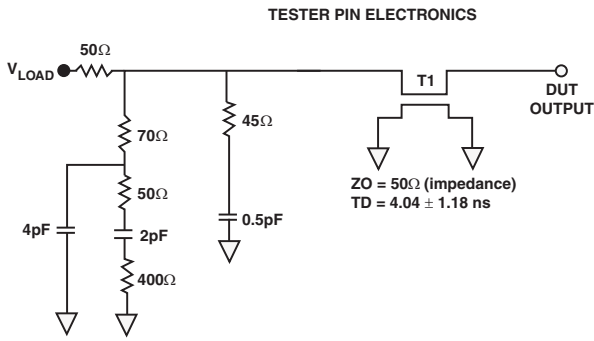 TESTER PIN ELECTRONICS
50Ω
VLOAD
T1
DUT
OUTPUT
70Ω
45Ω
50Ω
ZO = 50Ω (impedance)
TD = 4.04 ± 1.18 ns
4pF
2pF
0.5pF
400Ω